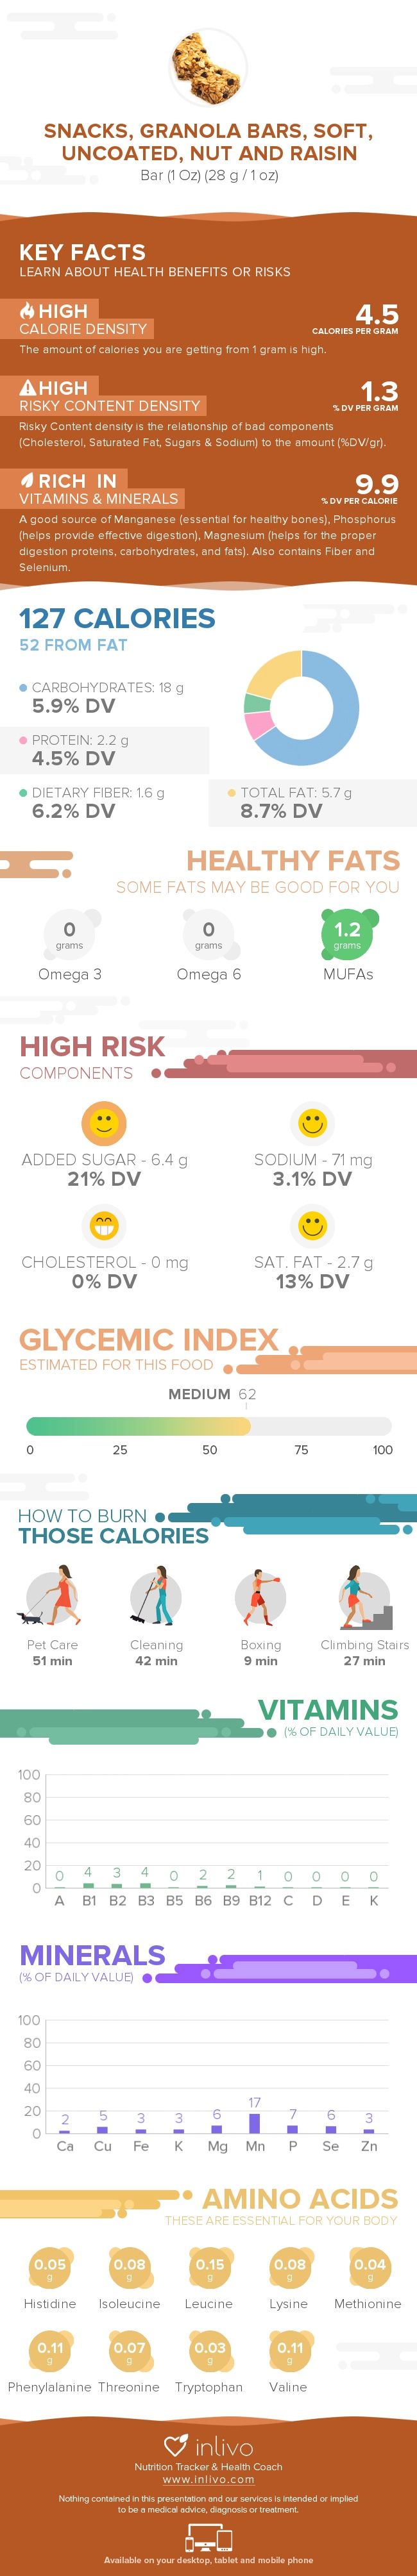 SNACKS, GRANOLA BARS, SOFT,
UNCOATED, NUT AND RAISIN
Bar (1 Oz) (28 g / 1 oz)
KEY FACTS
LEARN ABOUT HEALTH BENEFITS OR RISKS
HIGH
CALORIE DENSITY
4.5
CALORIES PER GRAM
The amount of calories you are getting from 1 gram is high.
HIGH
RISKY CONTENT DENSITY
1.3
% DV PER GRAM
Risky Content density is the relationship of bad components
(Cholesterol, Saturated Fat, Sugars & Sodium) to the amount (%DV/gr).
RICH IN
VITAMINS & MINERALS
9.9
% DV PER CALORIE
A good source of Manganese (essential for healthy bones), Phosphorus
(helps provide effective digestion), Magnesium (helps for the proper
digestion proteins, carbohydrates, and fats). Also contains Fiber and
Selenium.
127 CALORIES
52 FROM FAT
CARBOHYDRATES: 18 g
5.9% DV
PROTEIN: 2.2 g
4.5% DV
DIETARY FIBER: 1.6 g
6.2% DV
TOTAL FAT: 5.7 g
8.7% DV
HEALTHY FATS
SOME FATS MAY BE GOOD FOR YOU
0
grams
Omega 3
0
grams
Omega 6
1.2
grams
MUFAs
HIGH RISK
COMPONENTS
ADDED SUGAR - 6.4 g
21% DV
SODIUM - 71 mg
3.1% DV
CHOLESTEROL - 0 mg
0% DV
SAT. FAT - 2.7 g
13% DV
GLYCEMIC INDEX
ESTIMATED FOR THIS FOOD
MEDIUM 62
0 25 50 75 100
HOW TO BURN
THOSE CALORIES
Pet Care
51 min
Cleaning
42 min
Boxing
9 min
Climbing Stairs
27 min
VITAMINS
(% OF DAILY VALUE)
100
80
60
40
20
0
0 4 3 4 0 2 2 1 0 0 0 0
A B1 B2 B3 B5 B6 B9 B12 C D E K
MINERALS
(% OF DAILY VALUE)
100
80
60
40
20
0
2 5 3 3 6 17 7 6 3
Ca Cu Fe K Mg Mn P Se Zn
AMINO ACIDS
THESE ARE ESSENTIAL FOR YOUR BODY
0.05
g
Histidine
0.08
g
Isoleucine
0.15
g
Leucine
0.08
g
Lysine
0.04
g
Methionine
0.11
g
Phenylalanine
0.07
g
Threonine
0.03
g
Tryptophan
0.11
g
Valine
inlivo
Nutrition Tracker & Health Coach
www.inlivo.com
Nothing contained in this presentation and our services is intended or implied
to be a medical advice, diagnosis or treatment.
Available on your desktop, tablet and mobile phone